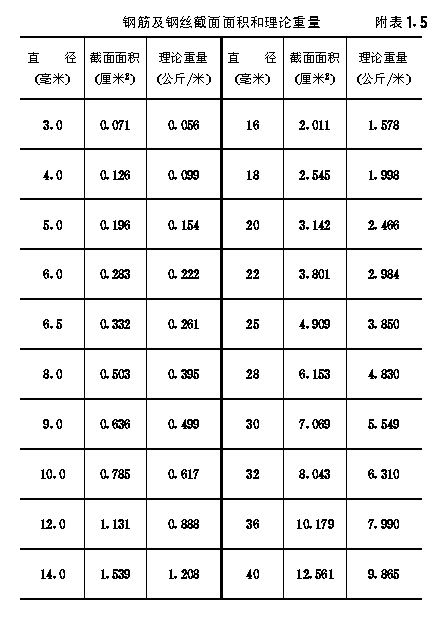 钢筋及钢丝截面面积和理论重量 附表1.5
直 径 截面面积 理论重量 直 径 截面面积 理论重量
(毫米) (厘米²) (公斤/米) (毫米) (厘米²) (公斤/米)
3.0 0.071 0.056 16 2.011 1.578
4.0 0.126 0.099 18 2.545 1.998
5.0 0.196 0.154 20 3.142 2.466
6.0 0.283 0.222 22 3.801 2.984
6.5 0.332 0.261 25 4.909 3.850
8.0 0.503 0.395 28 6.153 4.830
9.0 0.636 0.499 30 7.069 5.549
10.0 0.785 0.617 32 8.043 6.310
12.0 1.131 0.888 36 10.179 7.990
14.0 1.539 1.208 40 12.561 9.865